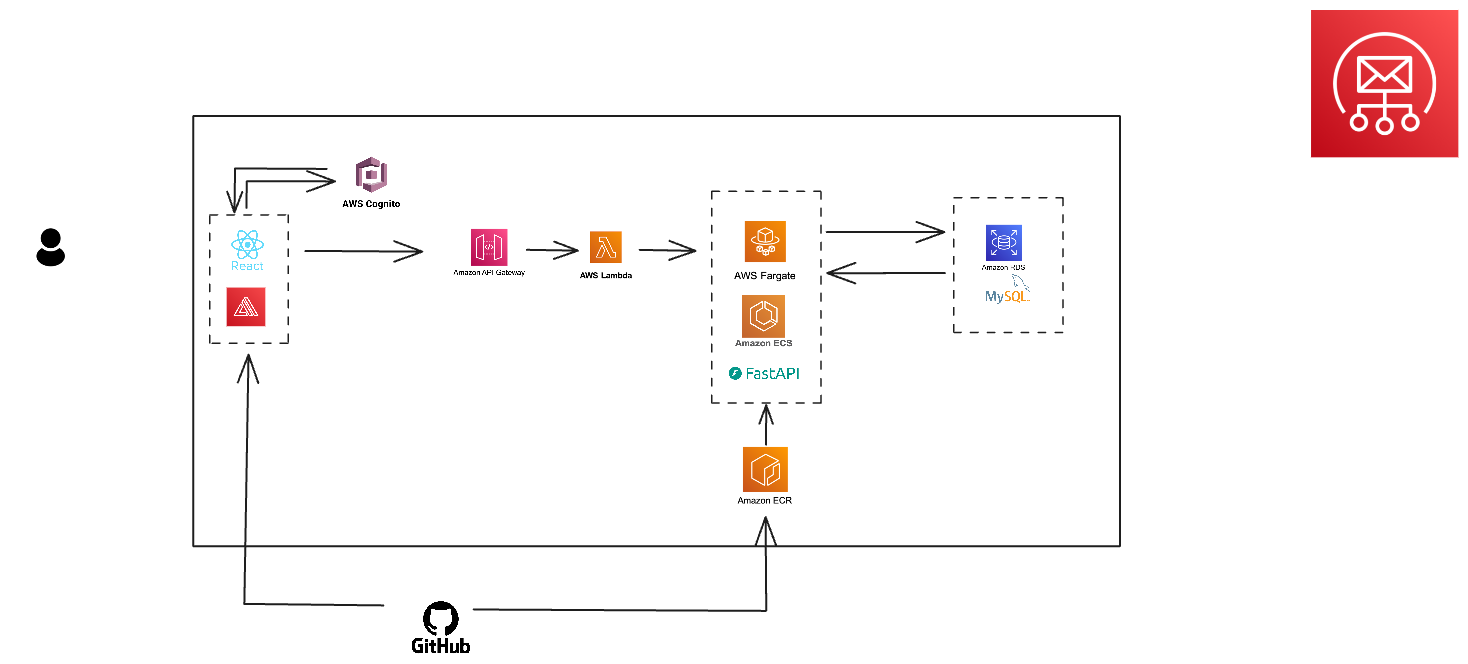 AWS Cognito
React
Amazon API Gateway
AWS Lambda
AWS Fargate
Amazon ECS
FastAPI
Amazon RDS
MySQL
Amazon ECR
GitHub